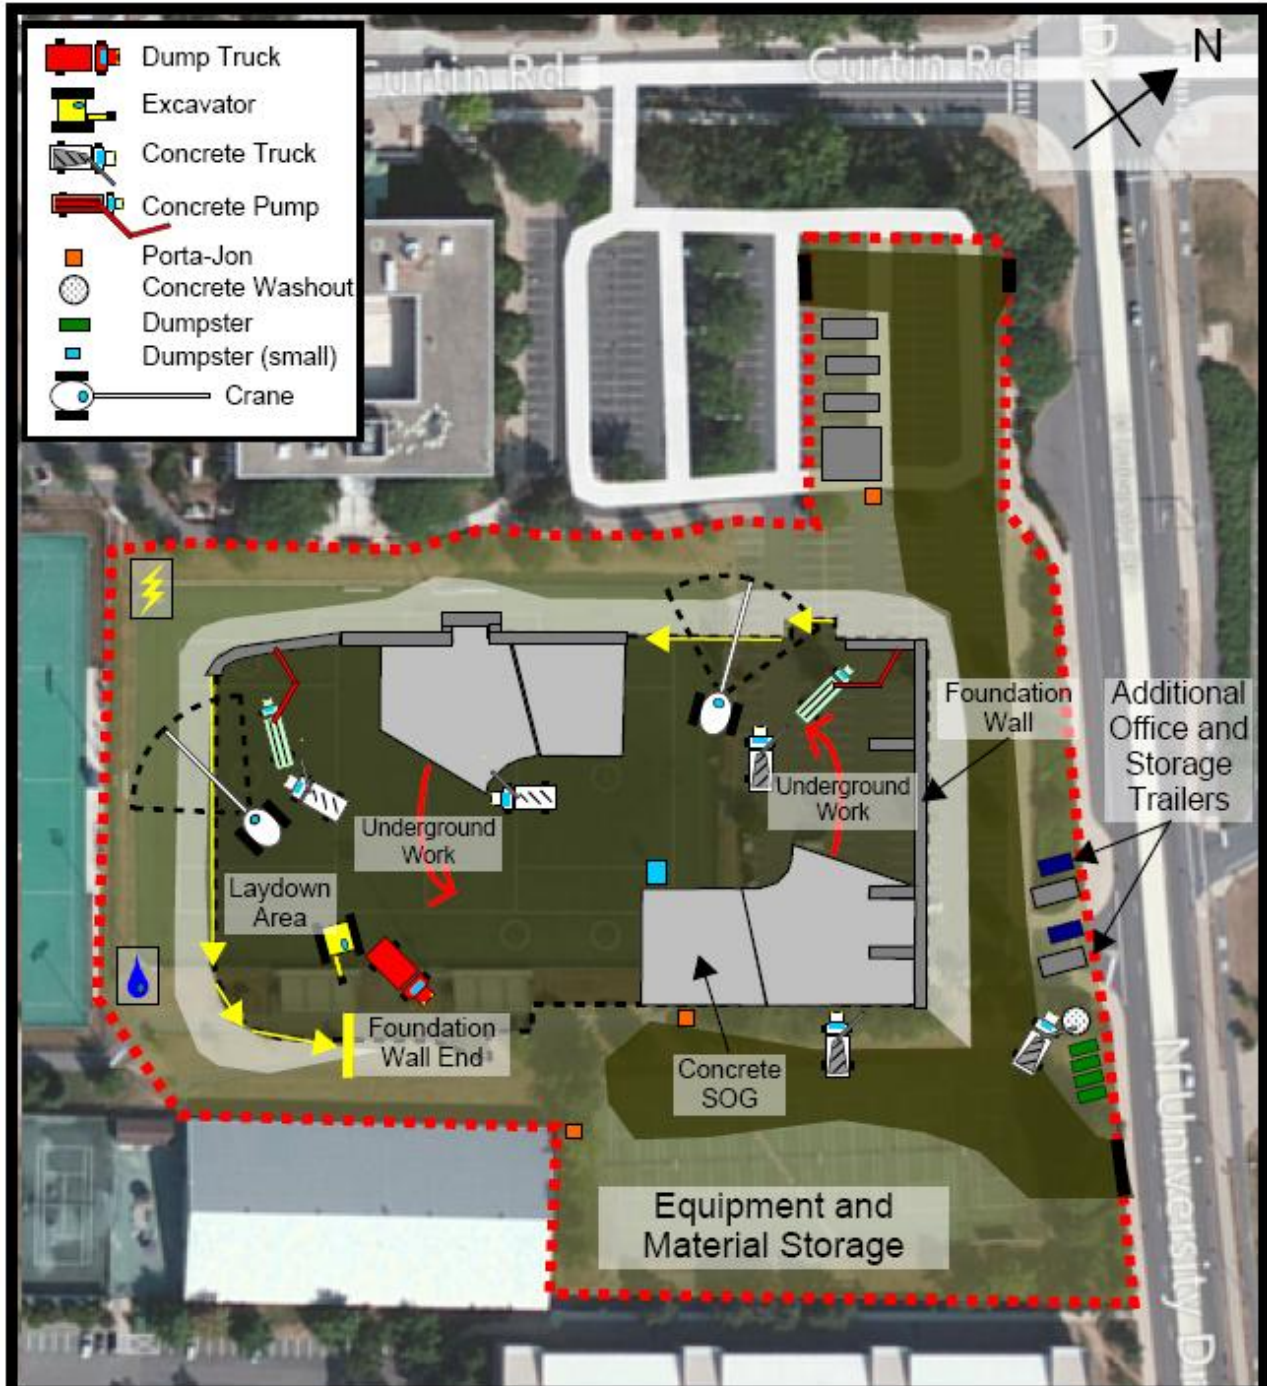 Dump Truck
Excavator
Concrete Truck
Concrete Pump
Porta-Jon
Concrete Washout
Dumpster
Dumpster (small)
Crane
Curtin Rd
Curtin Rd
N
Foundation
Wall
Additional
Office and
Storage
Trailers
Underground
Work
Underground
Work
Laydown
Area
Foundation
Wall End
Concrete
SOG
Equipment and
Material Storage
N University Dr